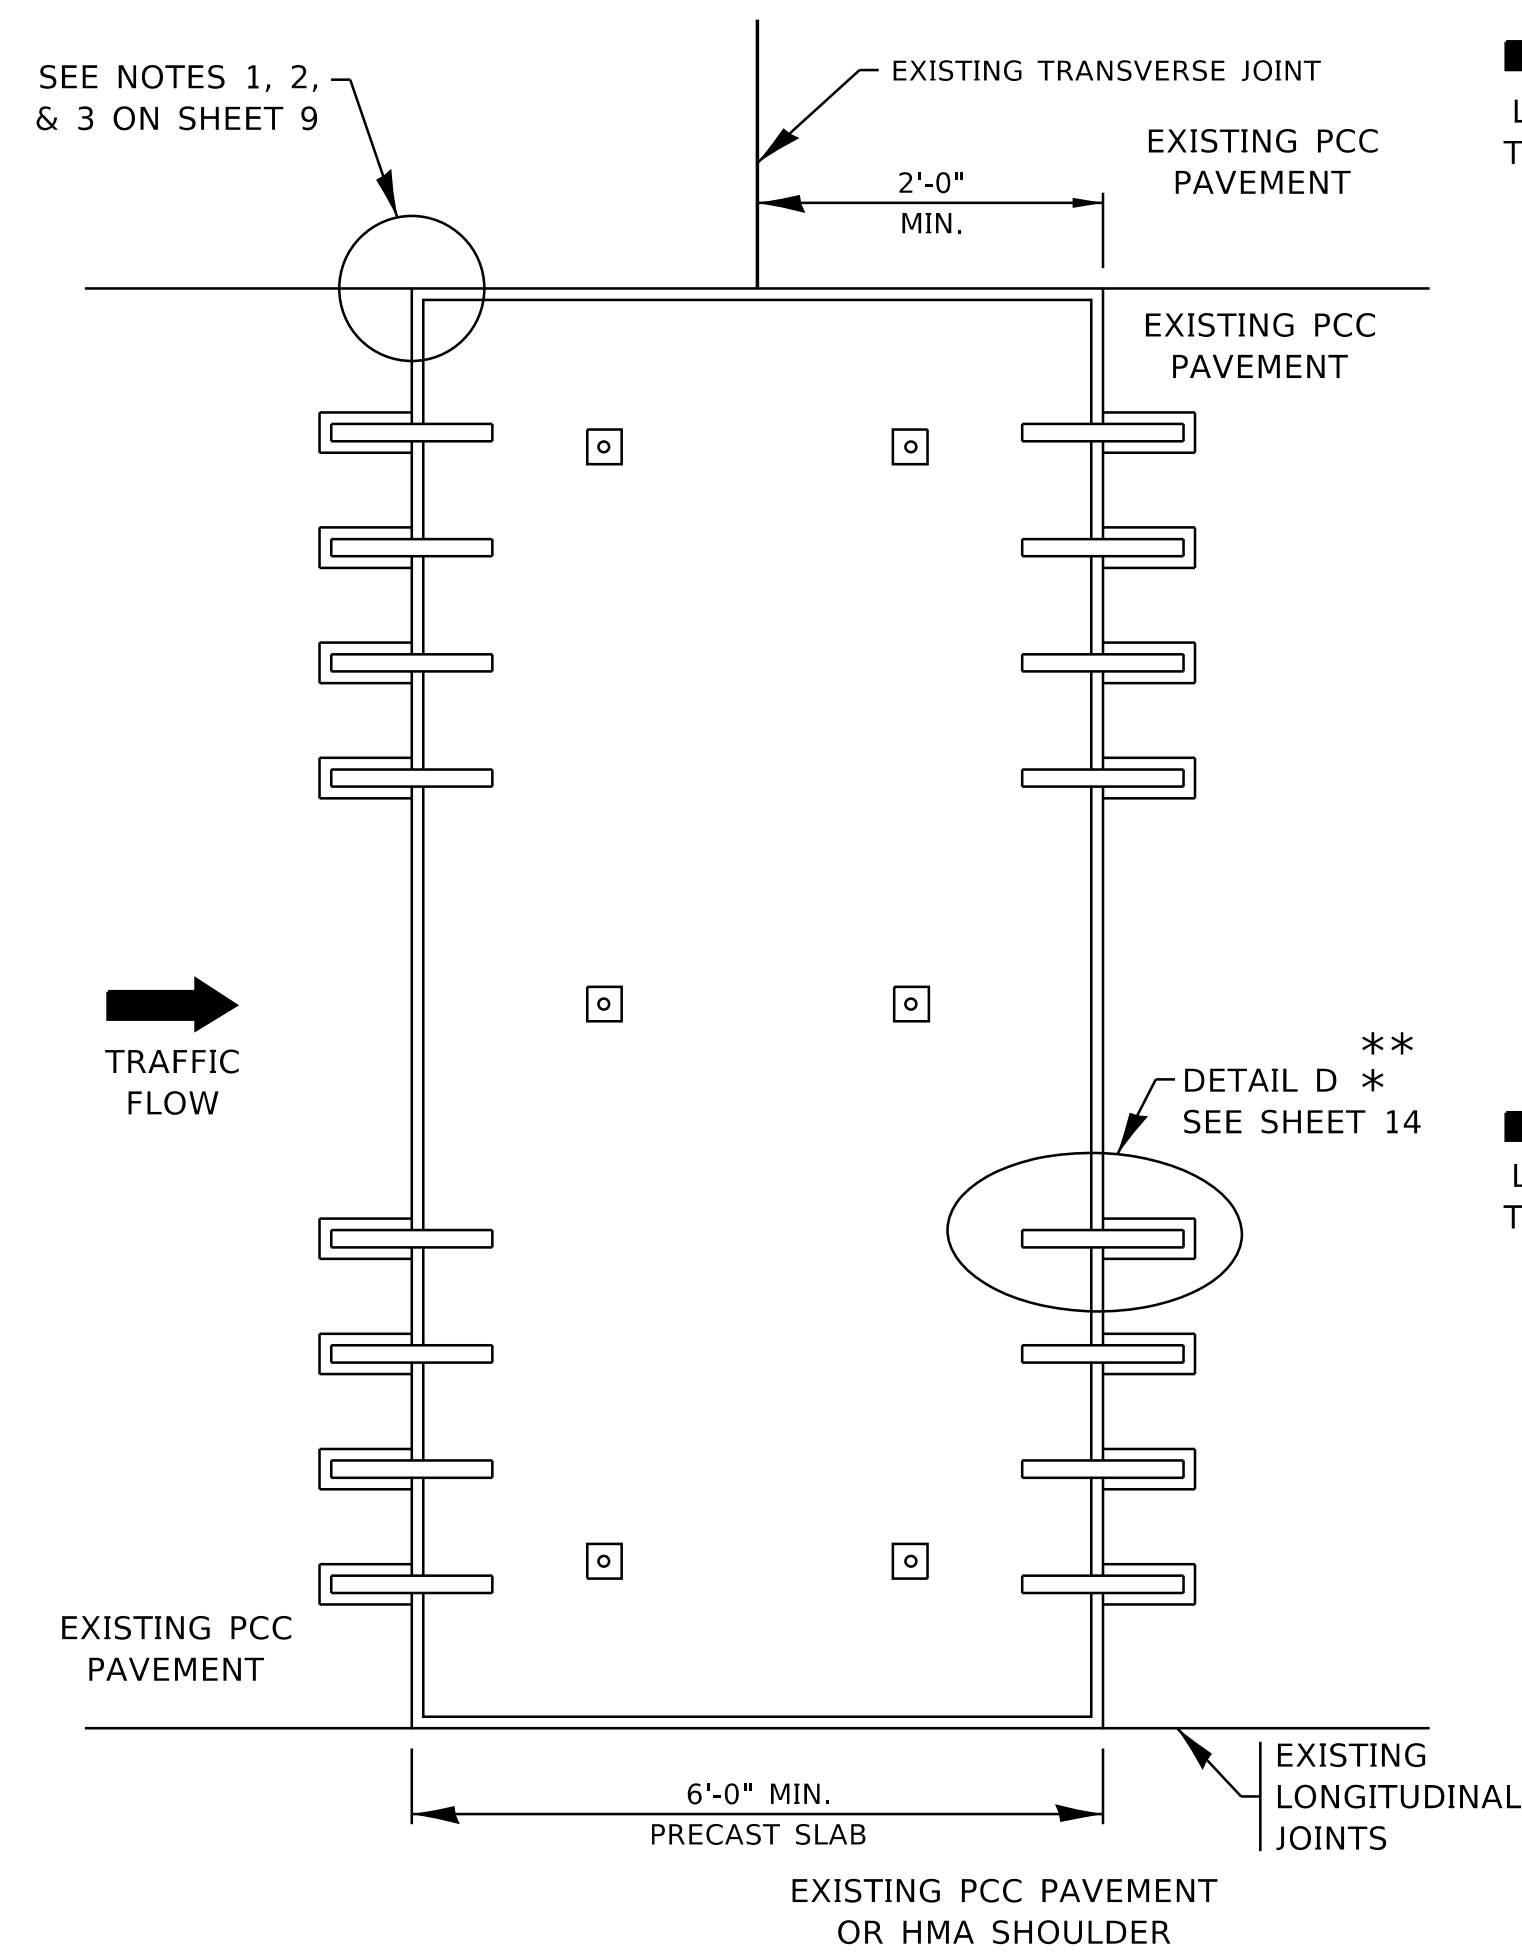 SEE NOTES 1, 2,
& 3 ON SHEET 9
EXISTING TRANSVERSE JOINT
EXISTING PCC
PAVEMENT
2'-0"
MIN.
EXISTING PCC
PAVEMENT
TRAFFIC
FLOW
**
DETAIL D *
SEE SHEET 14
EXISTING PCC
PAVEMENT
6'-0" MIN.
PRECAST SLAB
EXISTING
LONGITUDINAL
JOINTS
EXISTING PCC PAVEMENT
OR HMA SHOULDER
L
T
L
T